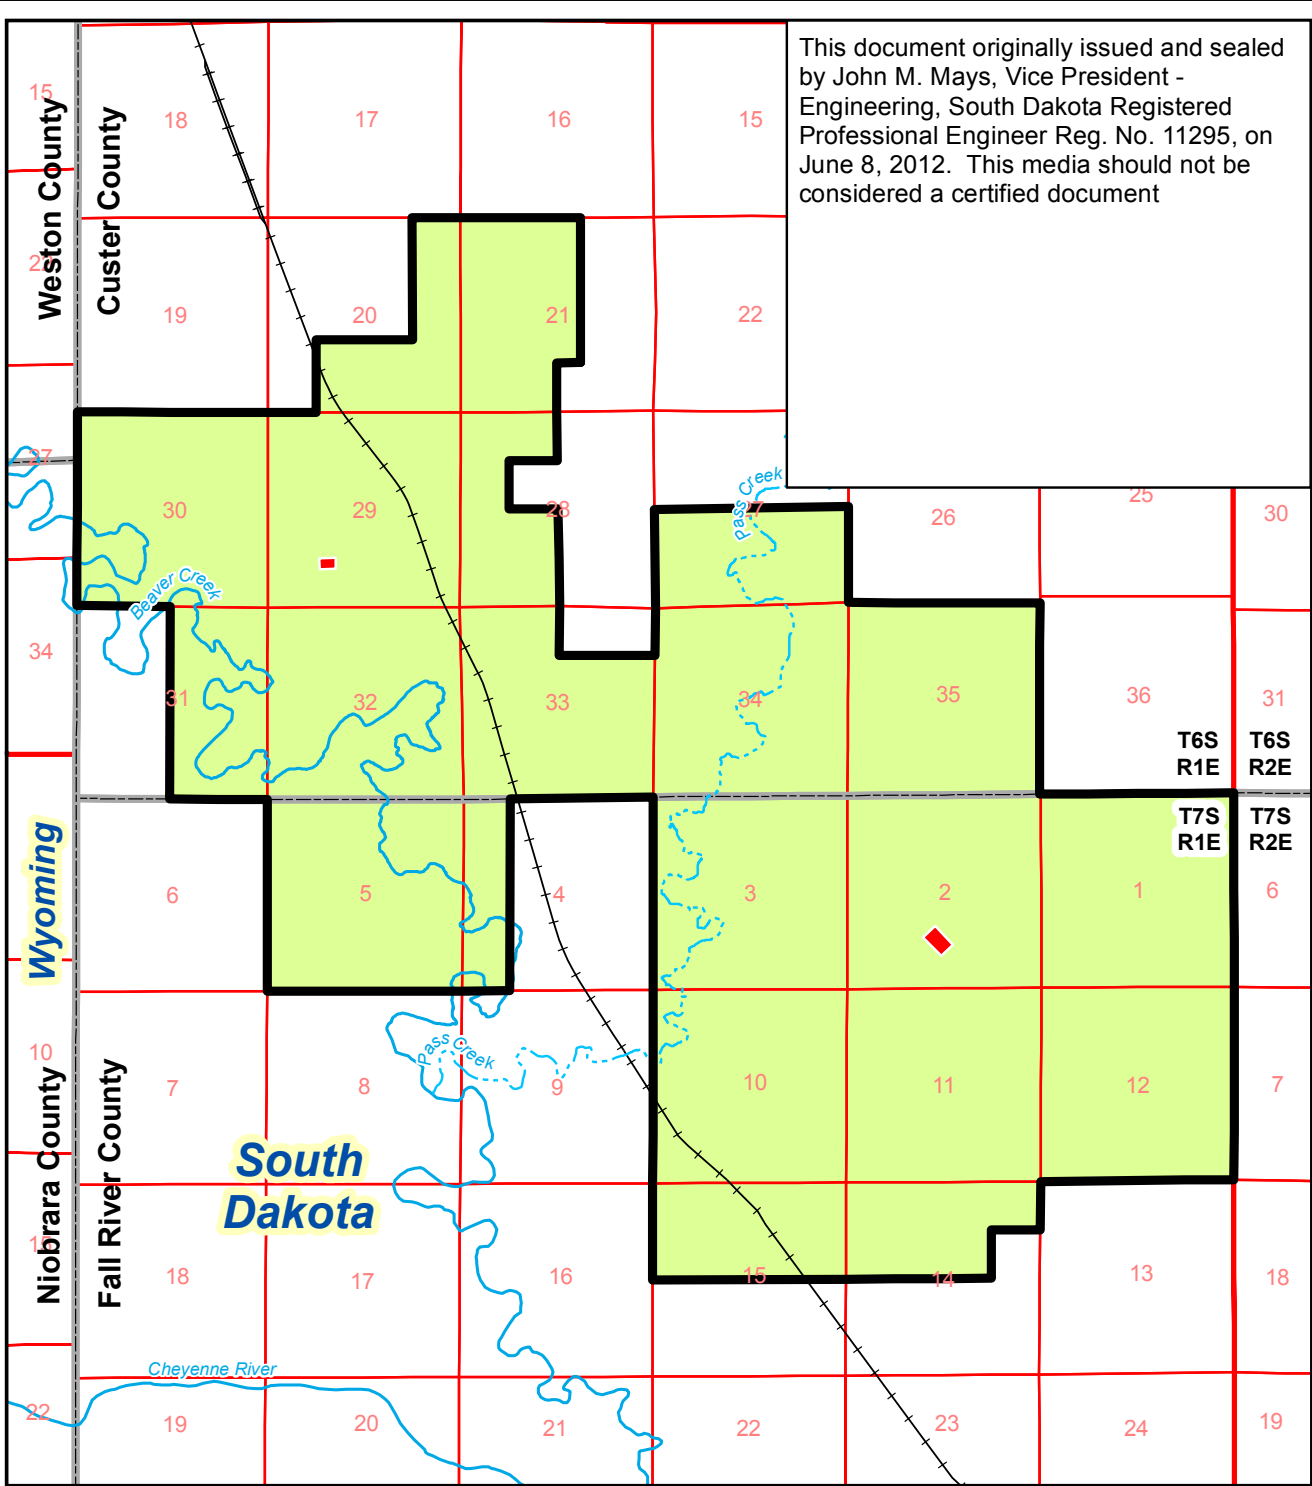 This document originally issued and sealed
by John M. Mays, Vice President -
Engineering, South Dakota Registered
Professional Engineer Reg. No. 11295, on
June 8, 2012.  This media should not be
considered a certified document
15
18
17
16
15
Weston County
Custer County
22
19
20
21
22
27
30
29
28
27
26
25
30
Pass Creek
Beaver Creek
34
31
32
33
34
35
36
31
T6S
R1E
T6S
R2E
T7S
R1E
T7S
R2E
Wyoming
6
5
4
3
2
1
6
10
7
8
9
10
11
12
7
Pass Creek
Niobrara County
Fall River County
South
Dakota
18
17
16
15
14
13
18
Cheyenne River
22
19
20
21
22
23
24
19